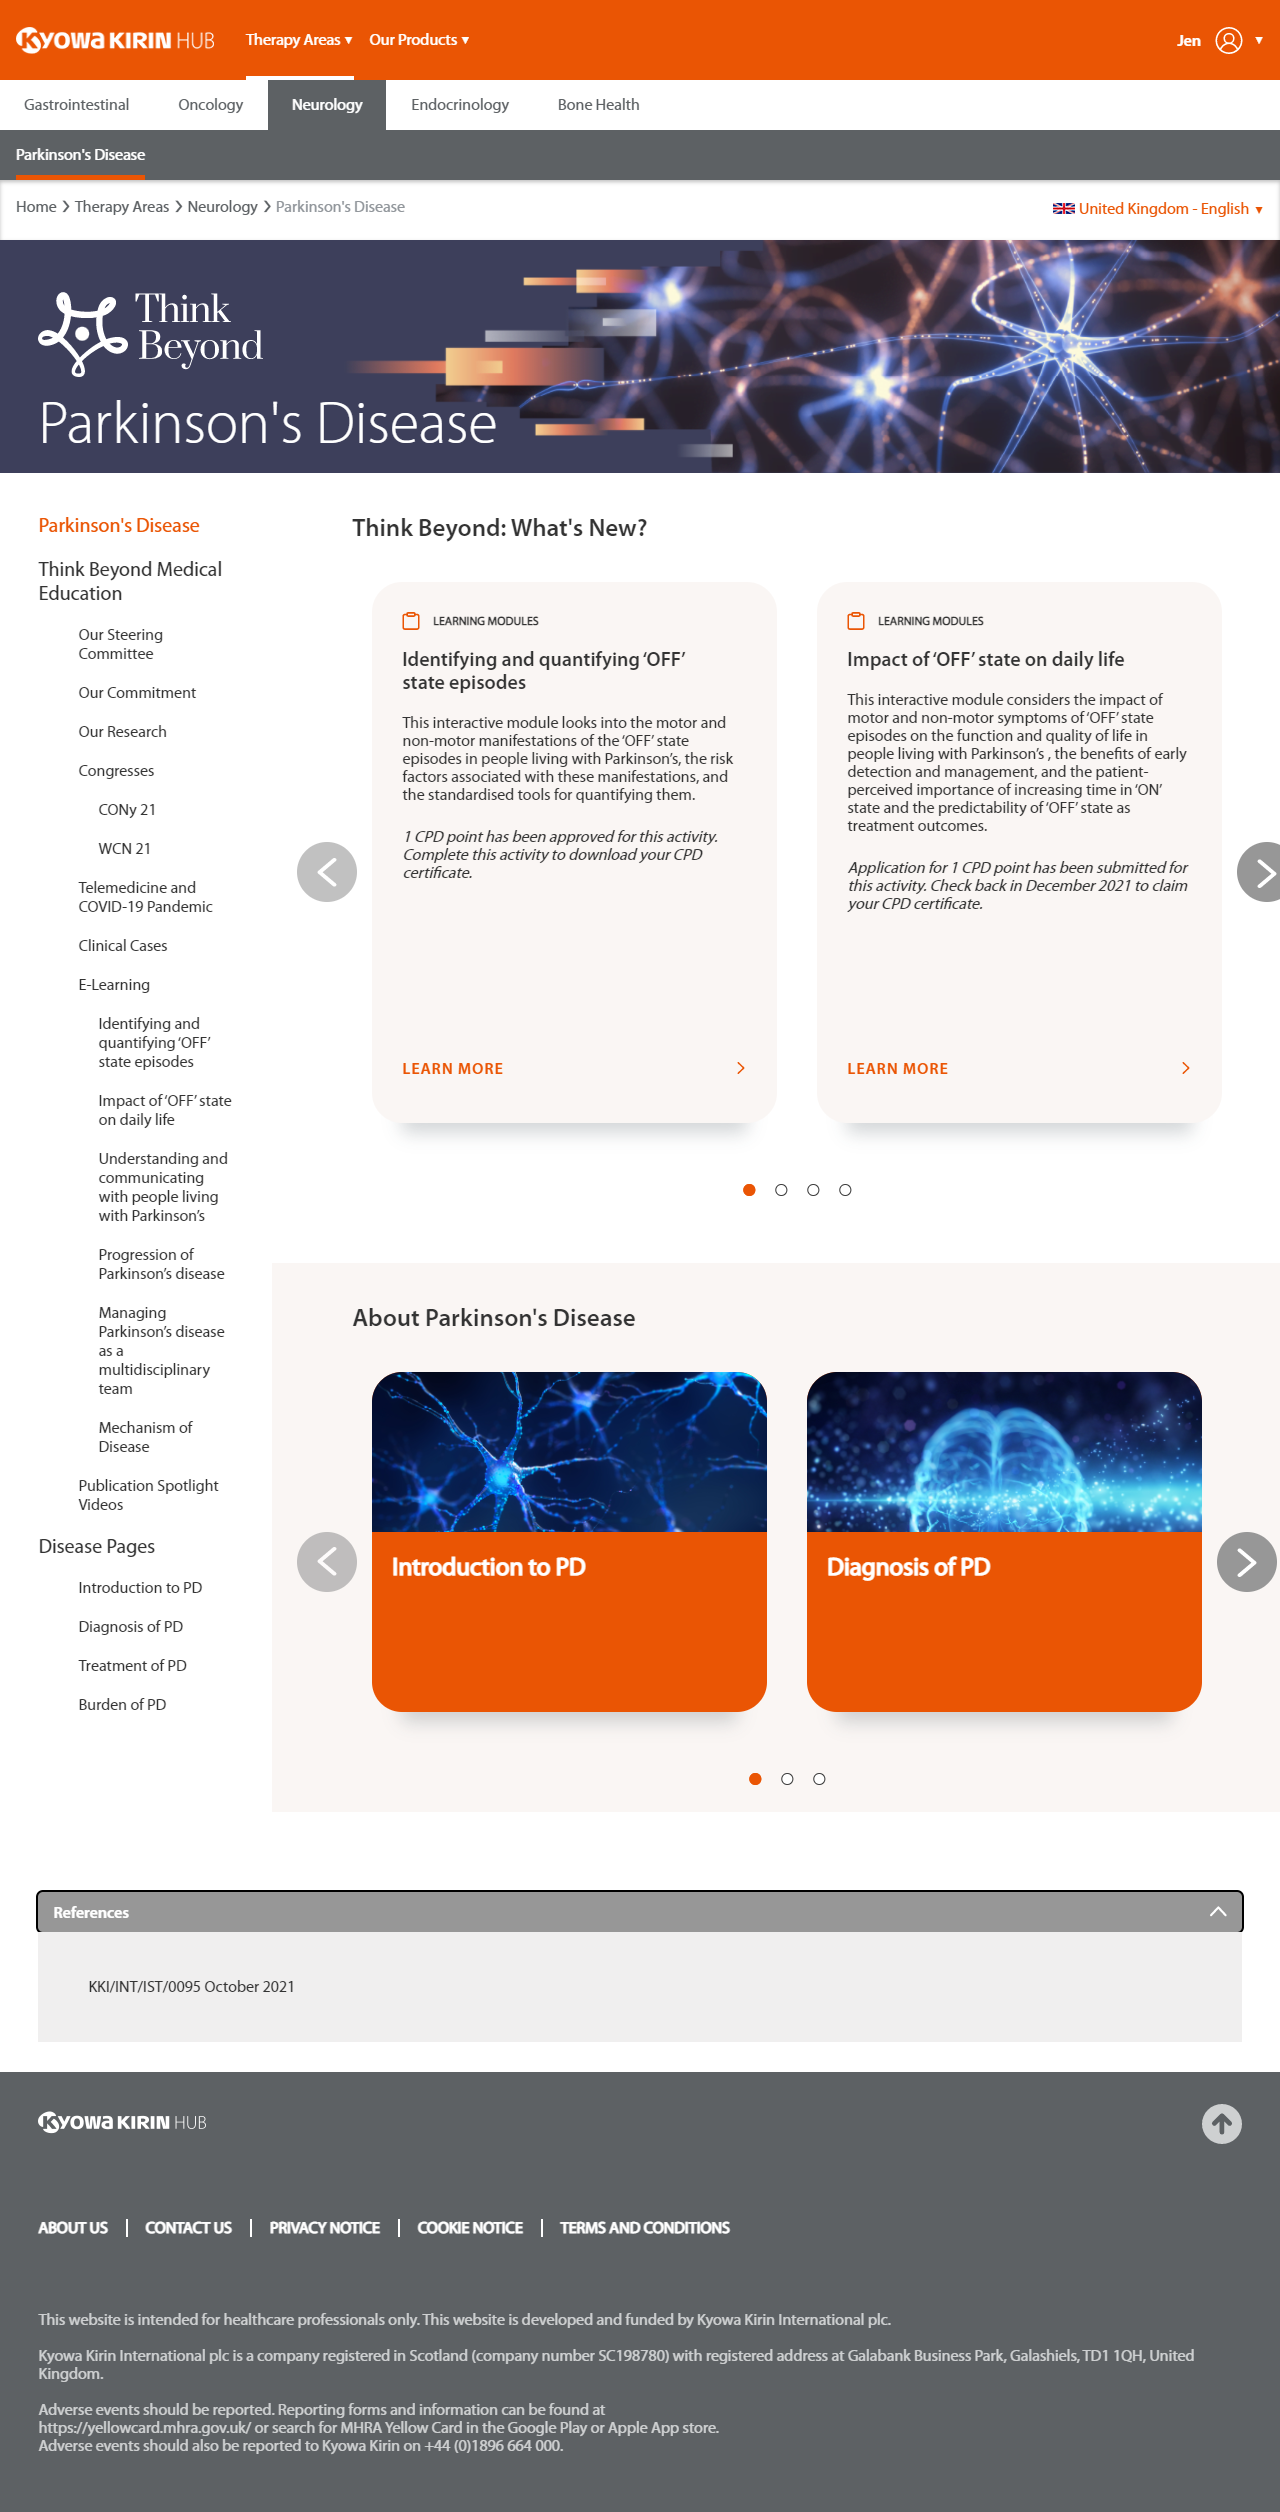 KYOWA KIRIN HUB
Therapy Areas ▼ Our Products ▼
Jen ▼
Gastrointestinal Oncology Neurology Endocrinology Bone Health
Parkinson's Disease
Home > Therapy Areas > Neurology > Parkinson's Disease
United Kingdom - English ▼
Think
Beyond
Parkinson's Disease
Parkinson's Disease
Think Beyond Medical
Education
Our Steering
Committee
Our Commitment
Our Research
Congresses
CONy 21
WCN 21
Telemedicine and
COVID-19 Pandemic
Clinical Cases
E-Learning
Identifying and
quantifying ‘OFF’
state episodes
Impact of ‘OFF’ state
on daily life
Understanding and
communicating
with people living
with Parkinson’s
Progression of
Parkinson’s disease
Managing
Parkinson’s disease
as a
multidisciplinary
team
Mechanism of
Disease
Publication Spotlight
Videos
Disease Pages
Introduction to PD
Diagnosis of PD
Treatment of PD
Burden of PD
Think Beyond: What's New?
LEARNING MODULES
Identifying and quantifying ‘OFF’
state episodes
This interactive module looks into the motor and
non-motor manifestations of the ‘OFF’ state
episodes in people living with Parkinson’s, the risk
factors associated with these manifestations, and
the standardised tools for quantifying them.
1 CPD point has been approved for this activity.
Complete this activity to download your CPD
certificate.
LEARN MORE
LEARNING MODULES
Impact of ‘OFF’ state on daily life
This interactive module considers the impact of
motor and non-motor symptoms of ‘OFF’ state
episodes on the function and quality of life in
people living with Parkinson’s , the benefits of early
detection and management, and the patient-
perceived importance of increasing time in ‘ON’
state and the predictability of ‘OFF’ state as
treatment outcomes.
Application for 1 CPD point has been submitted for
this activity. Check back in December 2021 to claim
your CPD certificate.
LEARN MORE
About Parkinson's Disease
Introduction to PD
Diagnosis of PD
References
KKI/INT/IST/0095 October 2021
KYOWA KIRIN HUB
ABOUT US | CONTACT US | PRIVACY NOTICE | COOKIE NOTICE | TERMS AND CONDITIONS
This website is intended for healthcare professionals only. This website is developed and funded by Kyowa Kirin International plc.
Kyowa Kirin International plc is a company registered in Scotland (company number SC198780) with registered address at Galabank Business Park, Galashiels, TD1 1QH, United
Kingdom.
Adverse events should be reported. Reporting forms and information can be found at
https://yellowcard.mhra.gov.uk/ or search for MHRA Yellow Card in the Google Play or Apple App store.
Adverse events should also be reported to Kyowa Kirin on +44 (0)1896 664 000.